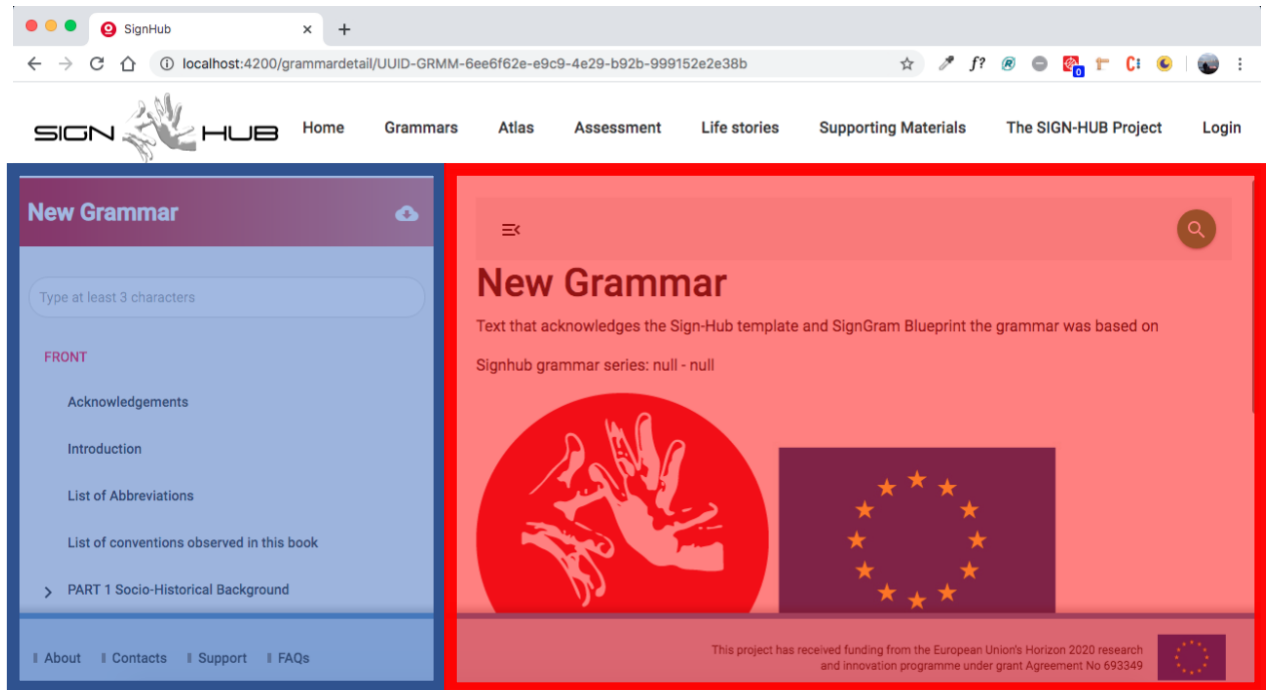 SignHub
localhost:4200/grammardetail/UUID-GRMM-6ee6f62e-e9c9-4e29-b92b-999152e2e38b
f?
R
0
C
SIGN HUB
Home Grammars Atlas Assessment Life stories Supporting Materials The SIGN-HUB Project Login
New Grammar
Type at least 3 characters
FRONT
Acknowledgements
Introduction
List of Abbreviations
List of conventions observed in this book
PART 1 Socio-Historical Background
About Contacts Support FAQs
New Grammar
Text that acknowledges the Sign-Hub template and SignGram Blueprint the grammar was based on
Signhub grammar series: null - null
This project has received funding from the European Union's Horizon 2020 research
and innovation programme under grant Agreement No 693349